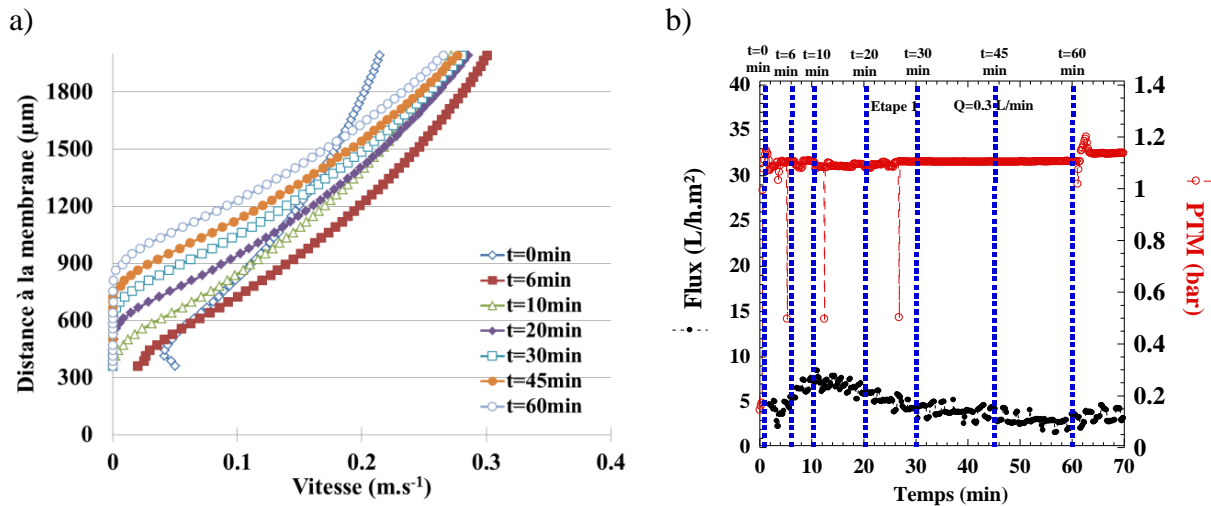 a)
1800
1500
1200
900
600
300
0
Distance à la membrane (µm)
0
0.1
0.2
0.3
0.4
Vitesse (m.s-1)
t=0min
t=6min
t=10min
t=20min
t=30min
t=45min
t=60min
b)
t=0 min
t=6 min
t=10 min
t=20 min
t=30 min
t=45 min
t=60 min
Etape 1
Q=0.3 L/min
40
35
30
25
20
15
10
5
0
Flux (L/h.m²)
1.4
1.2
1
0.8
0.6
0.4
0.2
0
PTM (bar)
0
10
20
30
40
50
60
70
Temps (min)